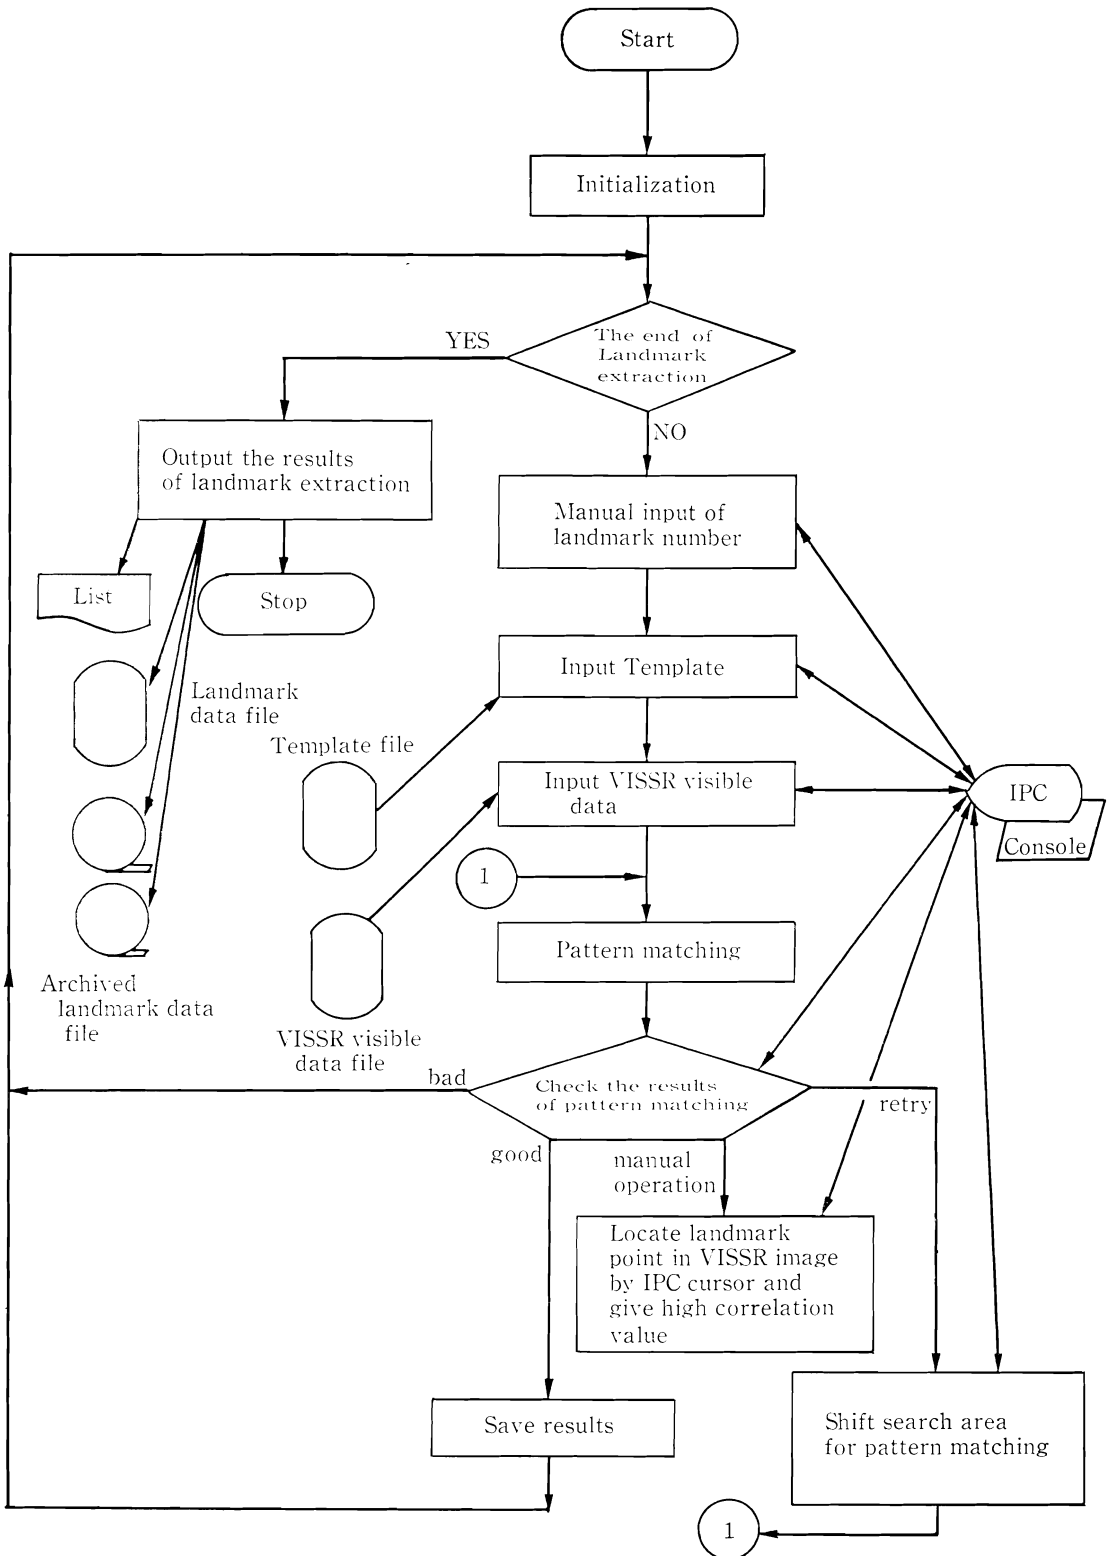 Start
Initialization
The end of
Landmark
extraction
YES
NO
Output the results
of landmark extraction
Manual input of
landmark number
List
Stop
Input Template
Landmark
data file
Template file
Input VISSR visible
data
IPC
Console
1
Pattern matching
Archived
landmark data
file
VISSR visible
data file
bad
Check the results
of pattern matching
retry
good
manual
operation
Locate landmark
point in VISSR image
by IPC cursor and
give high correlation
value
Save results
Shift search area
for pattern matching
1